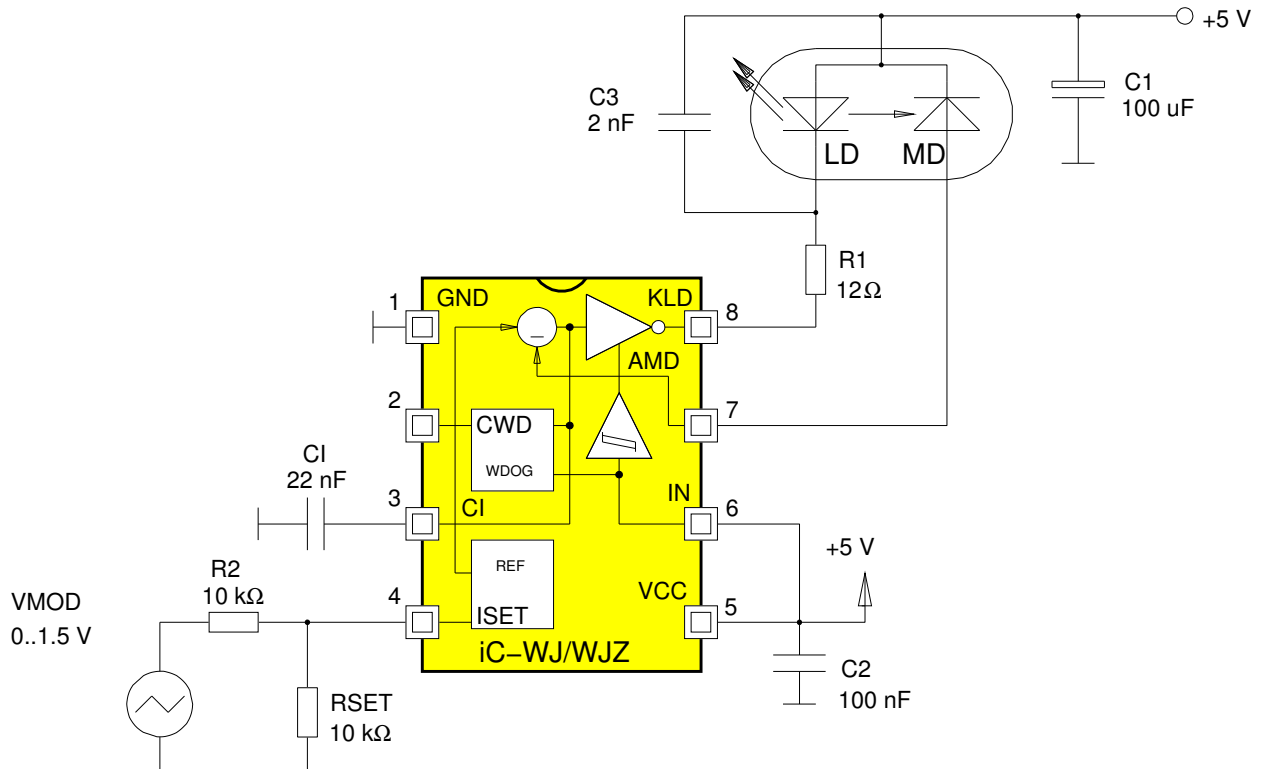 +5 V
C3
2 nF
C1
100 uF
LD
MD
R1
12Ω
1
GND
KLD
8
AMD
2
CWD
7
WDOG
CI
22 nF
3
CI
IN
6
+5 V
REF
R2
10 kΩ
4
ISET
VCC
5
VMOD
0..1.5 V
iC–WJ/WJZ
C2
100 nF
RSET
10 kΩ